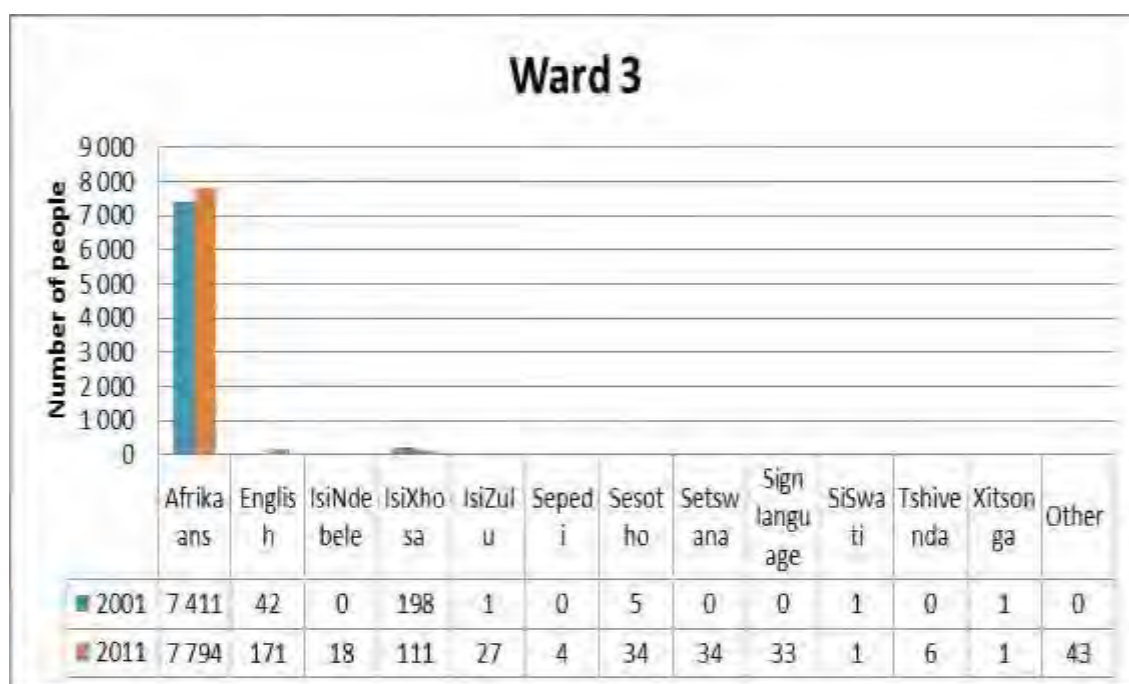 Ward 3
Number of people
9 000
8 000
7 000
6 000
5 000
4 000
3 000
2 000
1 000
0
Afrika Englis IsiNde IsiXho IsiZul Seped Sesot Setsw Sign langu age SiSwa Tshive Xitson Other
ans h bele sa u i ho ana ti nda ga
2001 7 411 42 0 198 1 0 5 0 0 1 0 1 0
2011 7 794 171 18 111 27 4 34 34 33 1 6 1 43